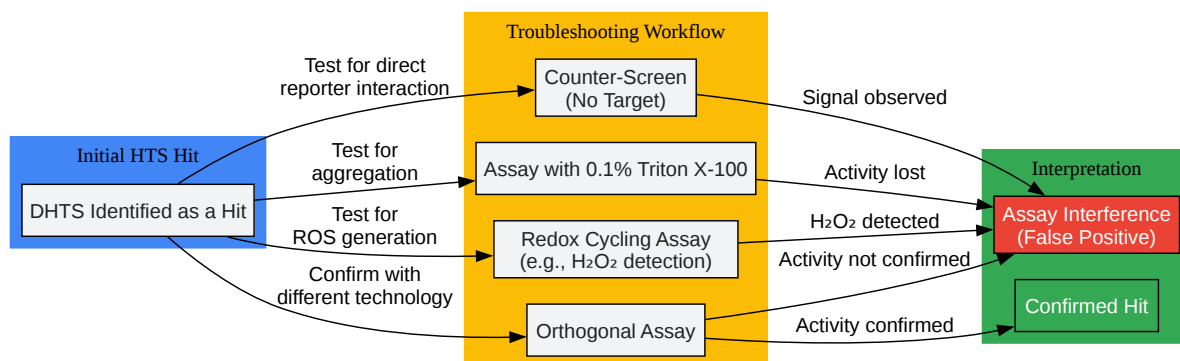 Initial HTS Hit
DHTS Identified as a Hit
Test for direct
reporter interaction
Test for
aggregation
Test for
ROS generation
Confirm with
different technology
Troubleshooting Workflow
Counter-Screen
(No Target)
Assay with 0.1% Triton X-100
Redox Cycling Assay
(e.g., H₂O₂ detection)
Orthogonal Assay
Signal observed
Activity lost
H₂O₂ detected
Activity not confirmed
Activity confirmed
Interpretation
Assay Interference
(False Positive)
Confirmed Hit